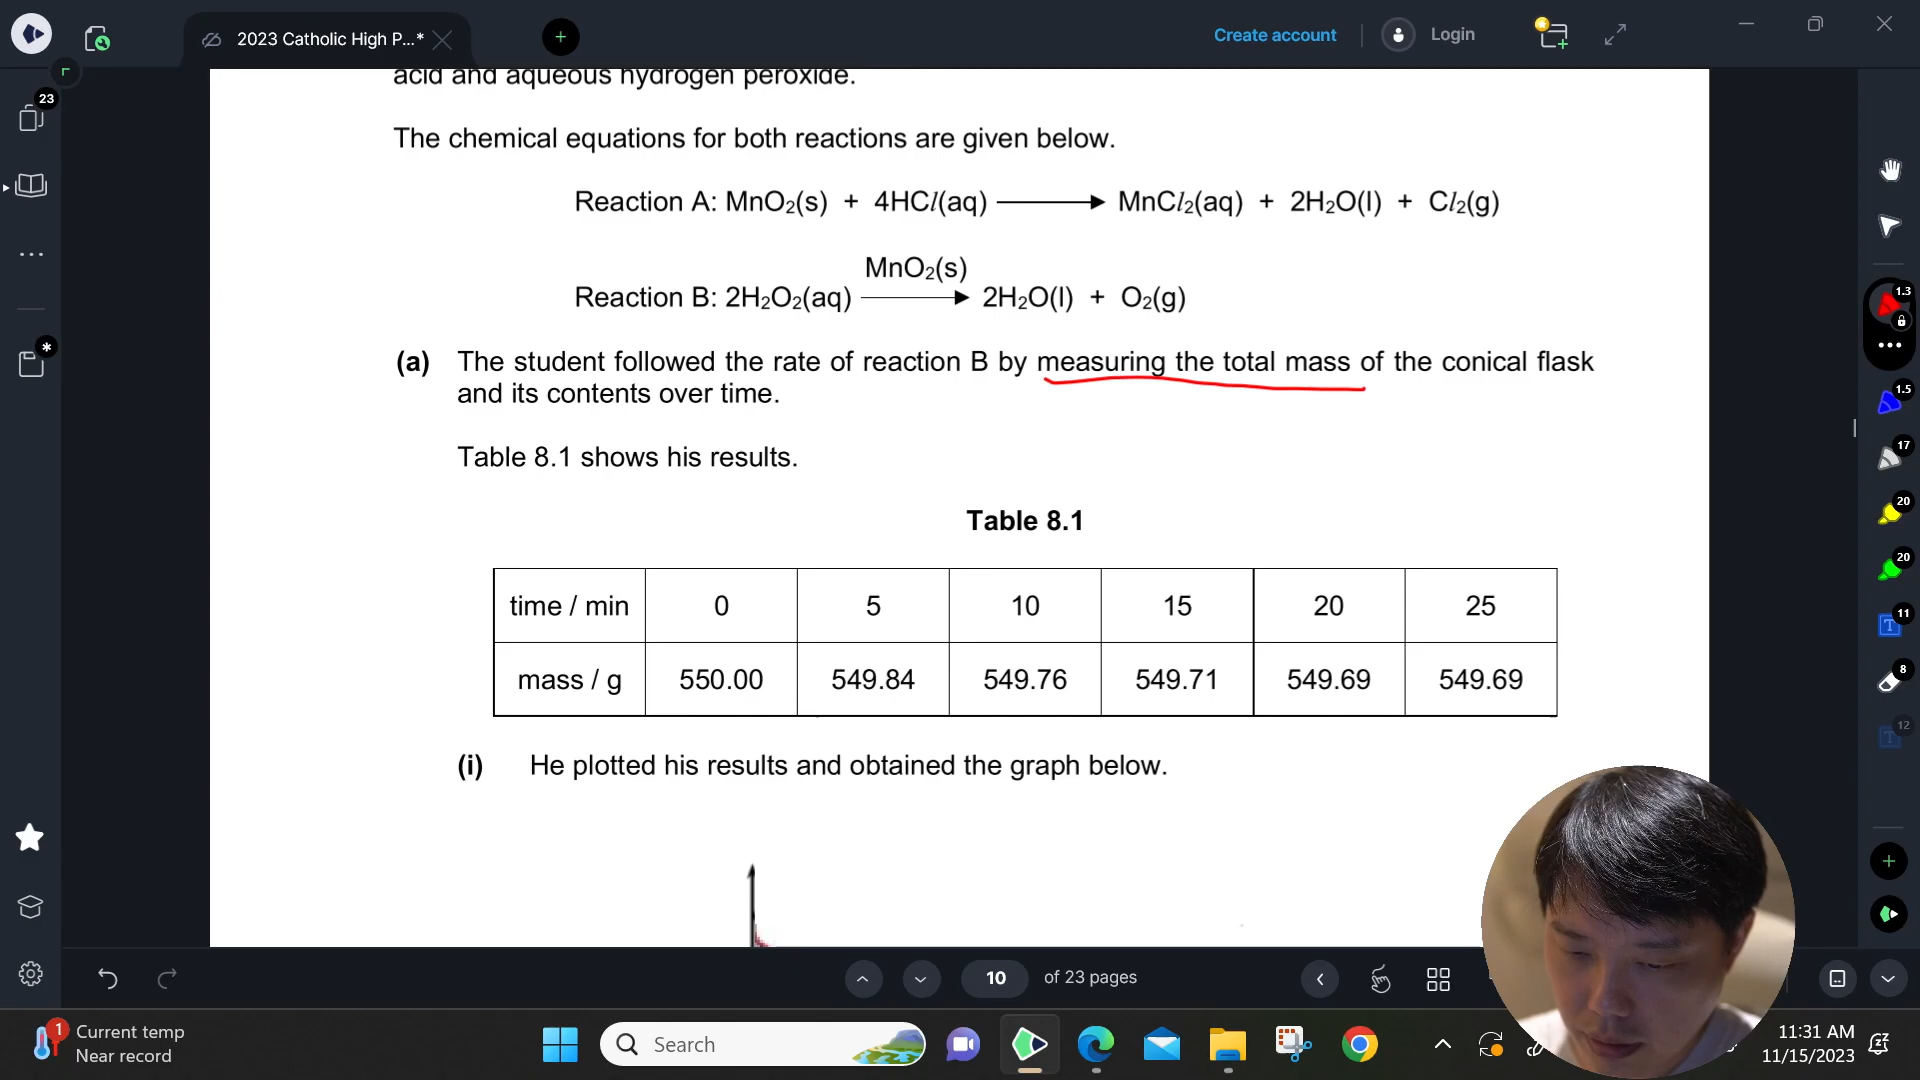 2023 Catholic High P...*
Create account
Login
23
acid and aqueous hydrogen peroxide.
The chemical equations for both reactions are given below.
Reaction A: MnO₂(s) + 4HCl(aq) ⟶ MnCl₂(aq) + 2H₂O(l) + Cl₂(g)
MnO₂(s)
Reaction B: 2H₂O₂(aq) ⟶ 2H₂O(l) + O₂(g)
(a) The student followed the rate of reaction B by measuring the total mass of the conical flask
and its contents over time.
Table 8.1 shows his results.
Table 8.1
time / min 0 5 10 15 20 25
mass / g 550.00 549.84 549.76 549.71 549.69 549.69
(i) He plotted his results and obtained the graph below.
1.3
1.5
17
20
20
11
8
12
10 of 23 pages
1
Current temp
Near record
Search
11:31 AM
11/15/2023